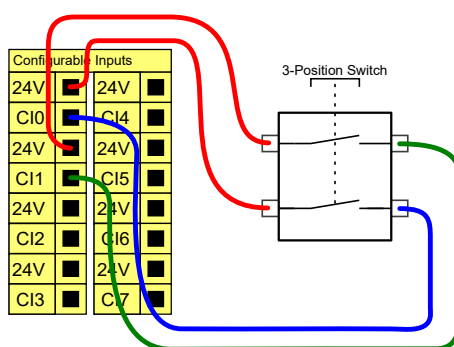 Configurable Inputs
24V 24V
CI0 CI4
24V 24V
CI1 CI5
24V 24V
CI2 CI6
24V 24V
CI3 CI7
3-Position Switch